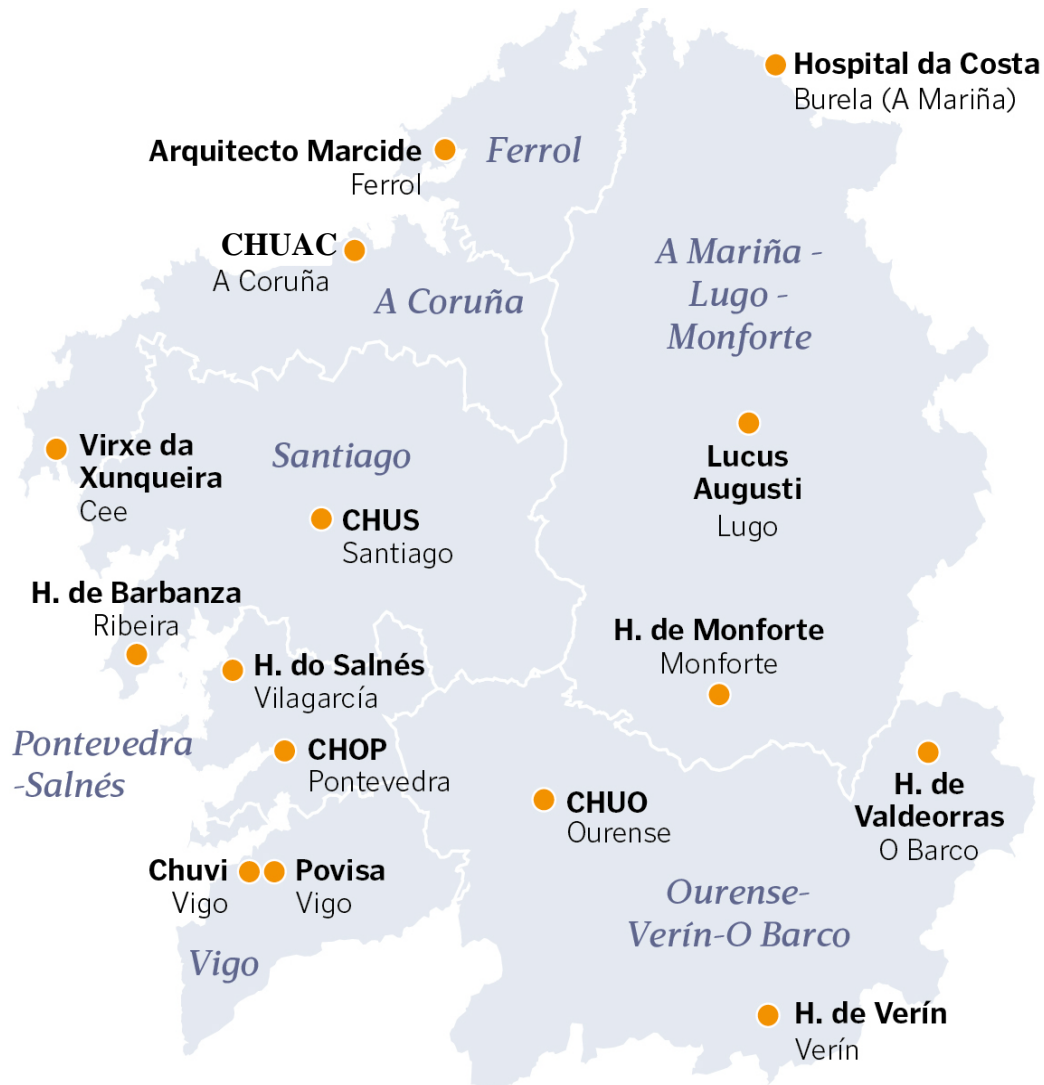 Hospital da Costa
Burela (A Mariña)
Arquitecto Marcide
Ferrol
Ferrol
CHUAC
A Coruña
A Coruña
A Mariña -
Lugo -
Monforte
Virxe da
Xunqueira
Cee
Santiago
CHUS
Santiago
Lucus
Augusti
Lugo
H. de Barbanza
Ribeira
H. do Salnés
Vilagarcía
H. de Monforte
Monforte
Pontevedra
-Salnés
CHOP
Pontevedra
CHUO
Ourense
H. de
Valdeorras
O Barco
Chuvi
Vigo
Povisa
Vigo
Vigo
Ourense-
Verín-O Barco
H. de Verín
Verín